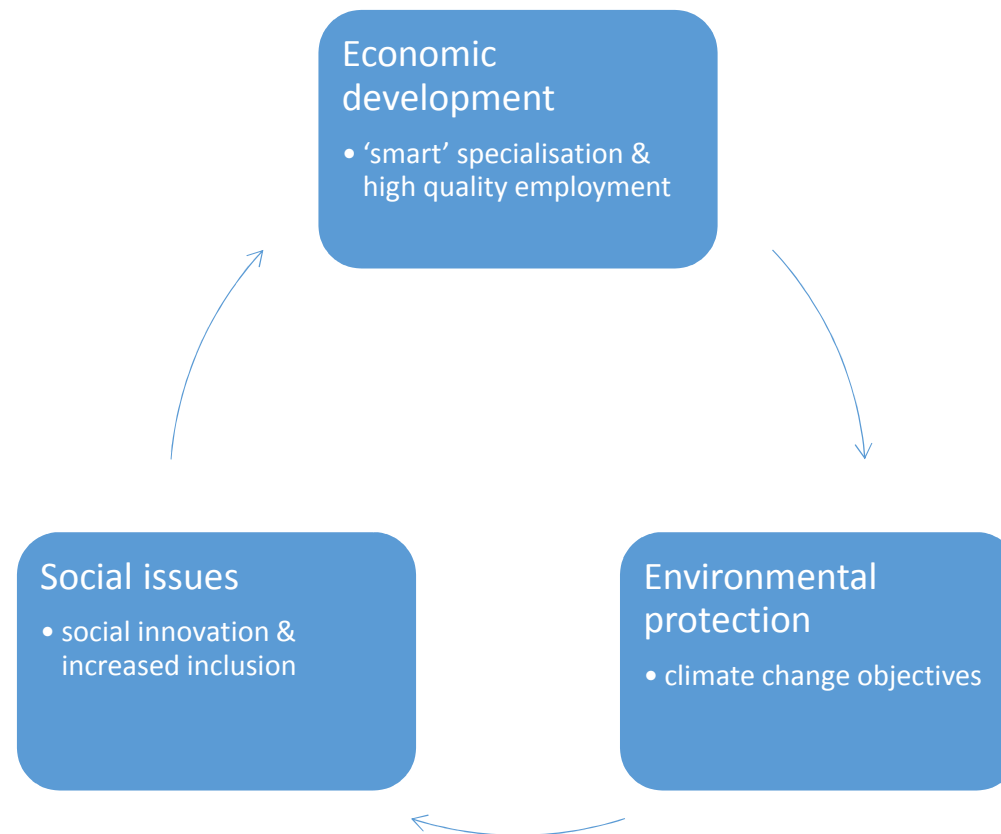 Economic
development
• ‘smart’ specialisation &
high quality employment
Social issues
• social innovation &
increased inclusion
Environmental
protection
• climate change objectives